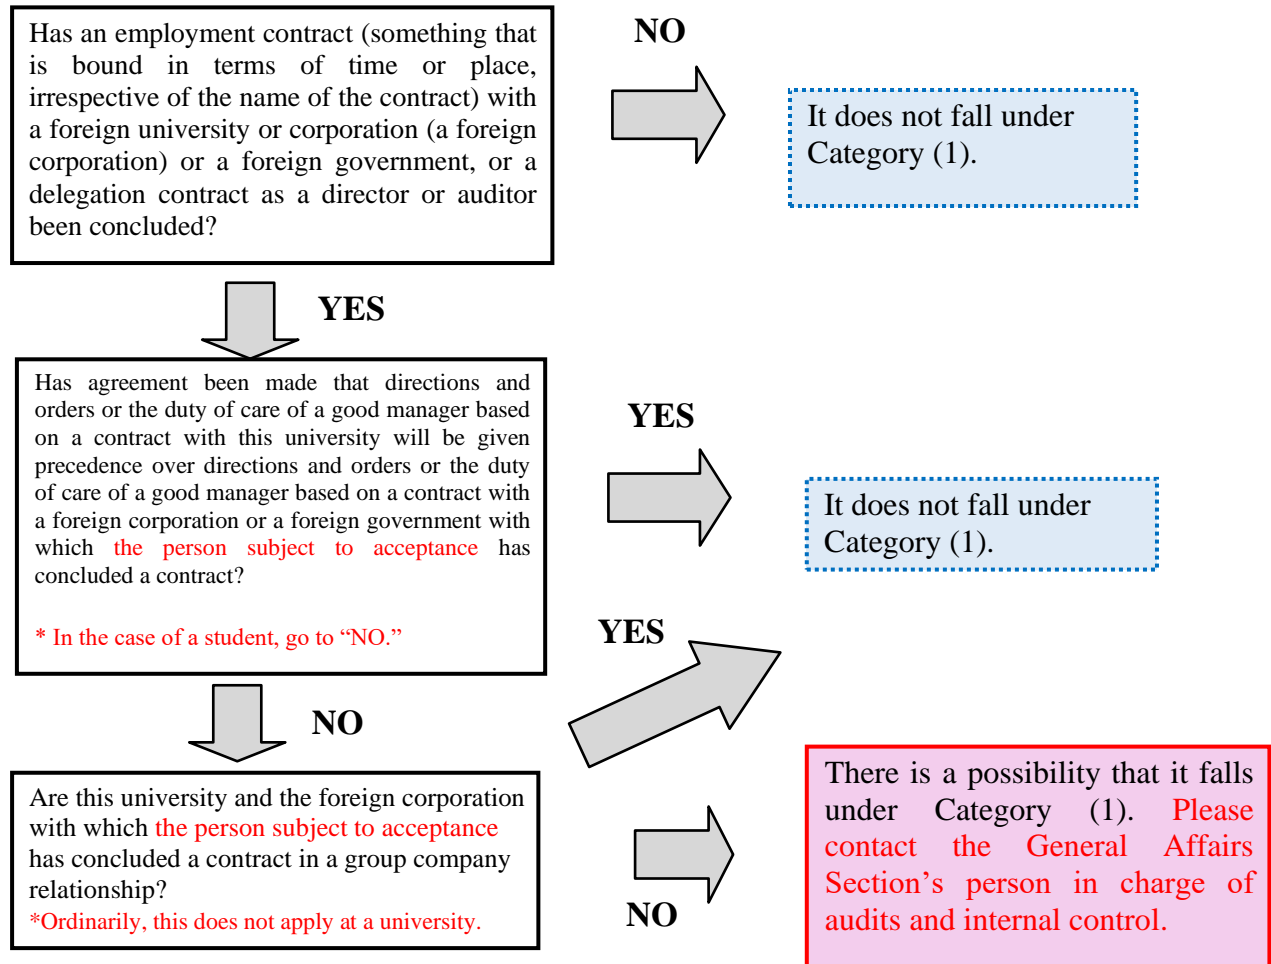 Has an employment contract (something that
is bound in terms of time or place,
irrespective of the name of the contract) with
a foreign university or corporation (a foreign
corporation) or a foreign government, or a
delegation contract as a director or auditor
been concluded?
NO
It does not fall under
Category (1).
YES
Has agreement been made that directions and
orders or the duty of care of a good manager based
on a contract with this university will be given
precedence over directions and orders or the duty
of care of a good manager based on a contract with
a foreign corporation or a foreign government with
which the person subject to acceptance has
concluded a contract?
* In the case of a student, go to “NO.”
YES
It does not fall under
Category (1).
NO
YES
Are this university and the foreign corporation
with which the person subject to acceptance
has concluded a contract in a group company
relationship?
*Ordinarily, this does not apply at a university.
NO
There is a possibility that it falls
under Category (1). Please
contact the General Affairs
Section’s person in charge of
audits and internal control.